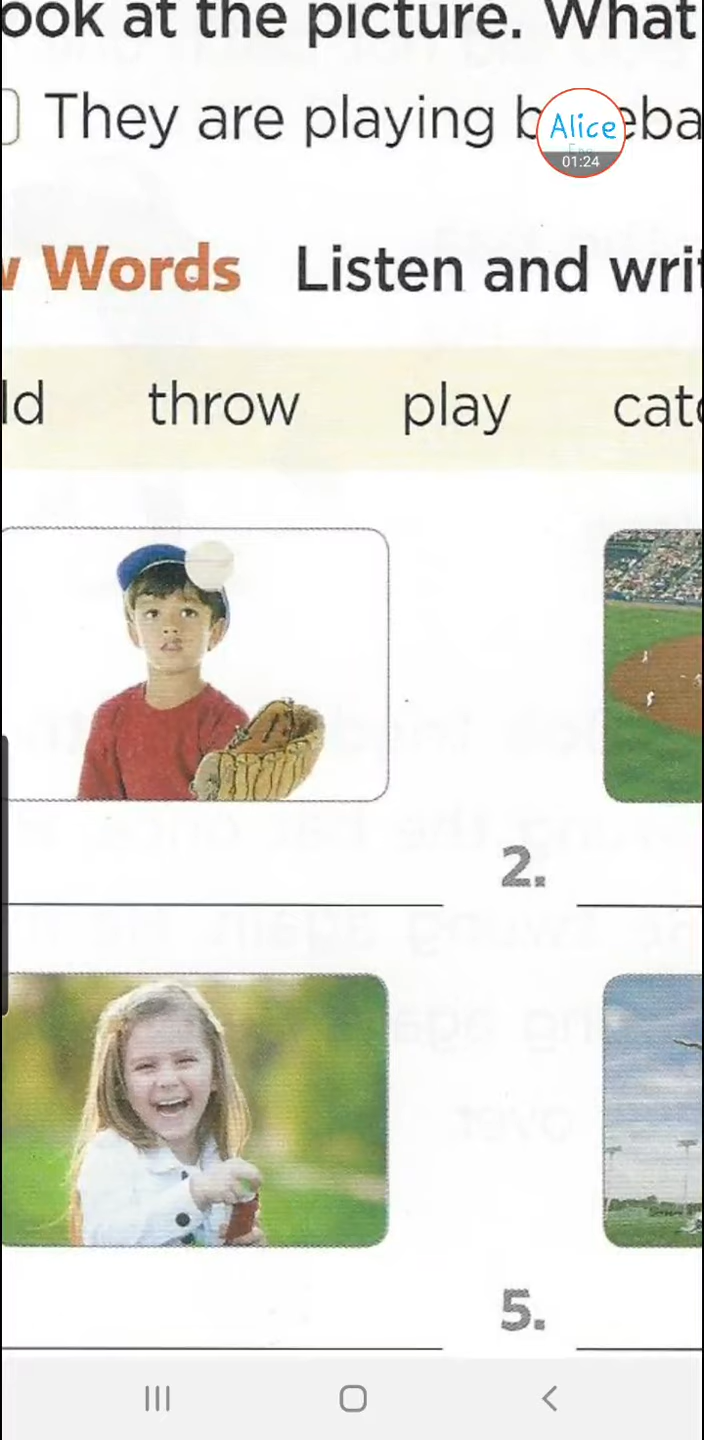 ook at the picture. What
They are playing b eba
Alice
01:24
Words Listen and wri
ld throw play cat
2.
5.